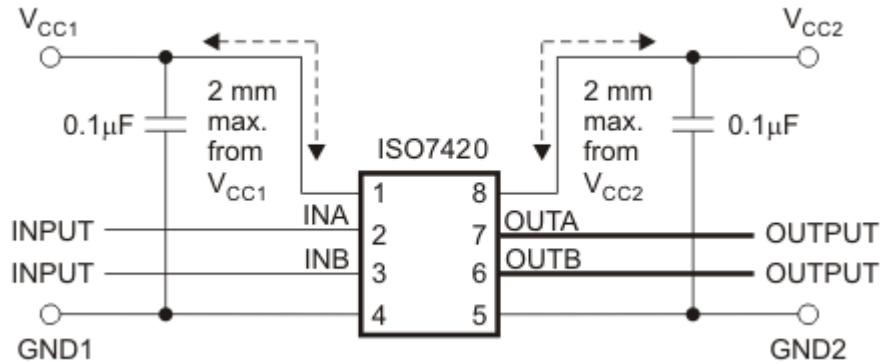 VCC1
VCC2
0.1μF
2 mm
max.
from
VCC1
2 mm
max.
from
VCC2
0.1μF
ISO7420
1
8
INPUT
INA
2
7
OUTA
OUTPUT
INPUT
INB
3
6
OUTB
OUTPUT
4
5
GND1
GND2